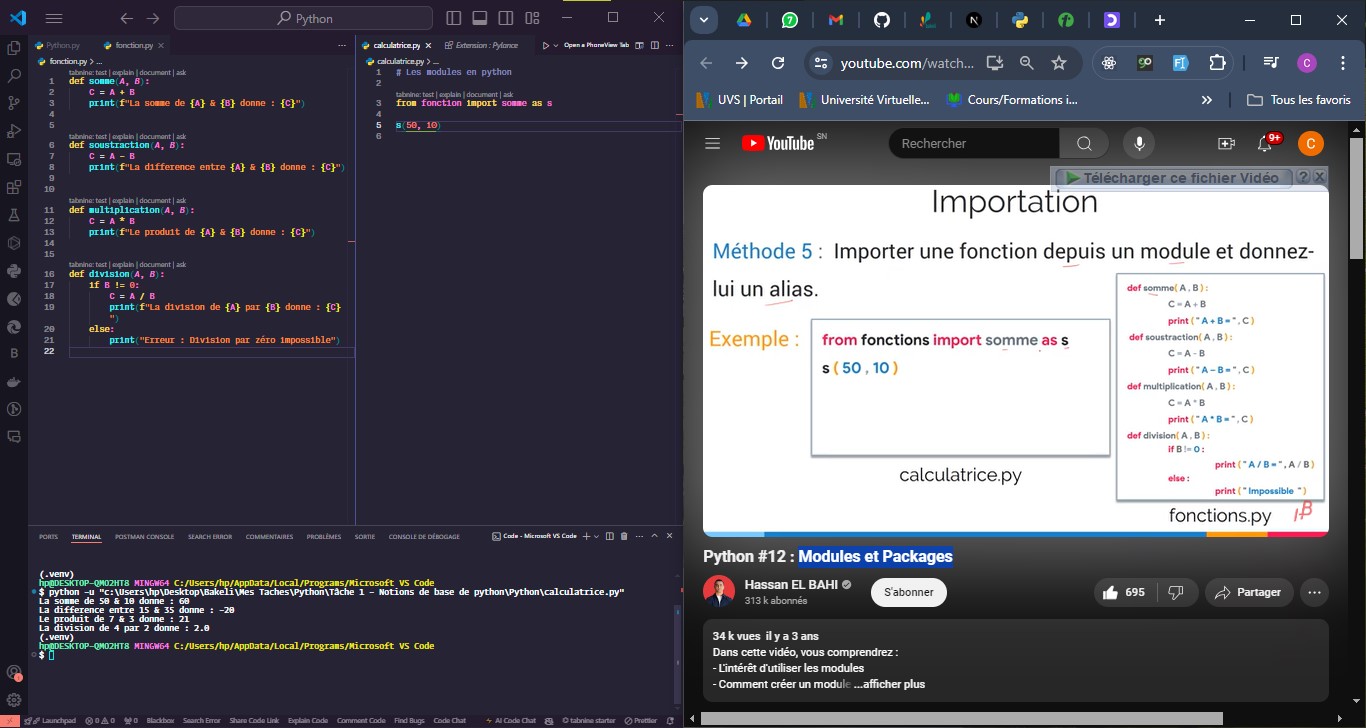 Python
Python.py
fonction.py
fonction.py > ...
tabnine: test | explain | document | ask
1 def somme(A, B):
2 C = A + B
3 print(f"La somme de {A} & {B} donne : {C}")
4
5
tabnine: test | explain | document | ask
6 def soustraction(A, B):
7 C = A - B
8 print(f"La difference entre {A} & {B} donne : {C}")
9
10
tabnine: test | explain | document | ask
11 def multiplication(A, B):
12 C = A * B
13 print(f"Le produit de {A} & {B} donne : {C}")
14
15
tabnine: test | explain | document | ask
16 def division(A, B):
17 if B != 0:
18 C = A / B
19 print(f"La division de {A} par {B} donne : {C}
")
20 else:
21 print("Erreur : Division par zéro impossible")
22
calculatrice.py
Extension : Pylance
Open a PhoneView Tab
calculatrice.py > ...
1 # Les modules en python
2
tabnine: test | explain | document | ask
3 from fonction import somme as s
4
5 s(50, 10)
6
PORTS TERMINAL POSTMAN CONSOLE SEARCH ERROR COMMENTAIRES PROBLÈMES SORTIE CONSOLE DE DÉBOGAGE
Code - Microsoft VS Code
(.venv)
hp@DESKTOP-QMO2HT8 MINGW64 C:/Users/hp/AppData/Local/Programs/Microsoft VS Code
$ python -u "c:\Users\hp\Desktop\Bakeli\Mes Taches\Python\Tâche 1 - Notions de base de python\Python\calculatrice.py"
La somme de 50 & 10 donne : 60
La difference entre 15 & 35 donne : -20
Le produit de 7 & 3 donne : 21
La division de 4 par 2 donne : 2.0
(.venv)
hp@DESKTOP-QMO2HT8 MINGW64 C:/Users/hp/AppData/Local/Programs/Microsoft VS Code
$
Launchpad 0 0 0 Blackbox Search Error Share Code Link Explain Code Comment Code Find Bugs Code Chat AI Code Chat tabnine starter Prettier
youtube.com/watch...
UVS | Portail
Université Virtuelle...
Cours/Formations i...
Tous les favoris
YouTube SN
Rechercher
9+
C
Télécharger ce fichier Vidéo ? X
Importation
Méthode 5 : Importer une fonction depuis un module et donnez-
lui un alias.
Exemple :
from fonctions import somme as s
s ( 50 , 10 )
calculatrice.py
def somme( A , B ) :
C = A + B
print ( " A + B = " , C )
def soustraction( A , B ) :
C = A - B
print ( " A – B = " , C )
def multiplication( A , B ) :
C = A * B
print ( " A * B = " , C )
def division( A , B ) :
if B != 0 :
print ( " A / B = " , A / B )
else :
print ( " Impossible " )
fonctions.py
Python #12 : Modules et Packages
Hassan EL BAHI
313 k abonnés
S'abonner
695
Partager
34 k vues il y a 3 ans
Dans cette vidéo, vous comprendrez :
- L'intérêt d'utiliser les modules
- Comment créer un module ...afficher plus